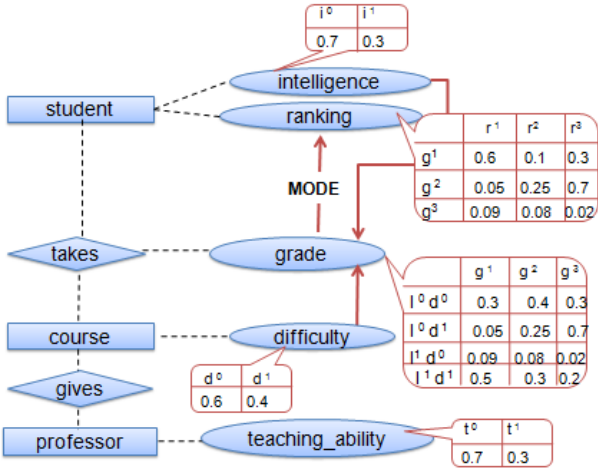 i⁰ i¹
0.7 0.3
intelligence
student
ranking
r¹ r² r³
g¹ 0.6 0.1 0.3
g² 0.05 0.25 0.7
g³ 0.09 0.08 0.02
MODE
takes
grade
g¹ g² g³
I⁰ d⁰ 0.3 0.4 0.3
I⁰ d¹ 0.05 0.25 0.7
I¹ d⁰ 0.09 0.08 0.02
I¹ d¹ 0.5 0.3 0.2
course
difficulty
d⁰ d¹
0.6 0.4
gives
professor
teaching_ability
t⁰ t¹
0.7 0.3